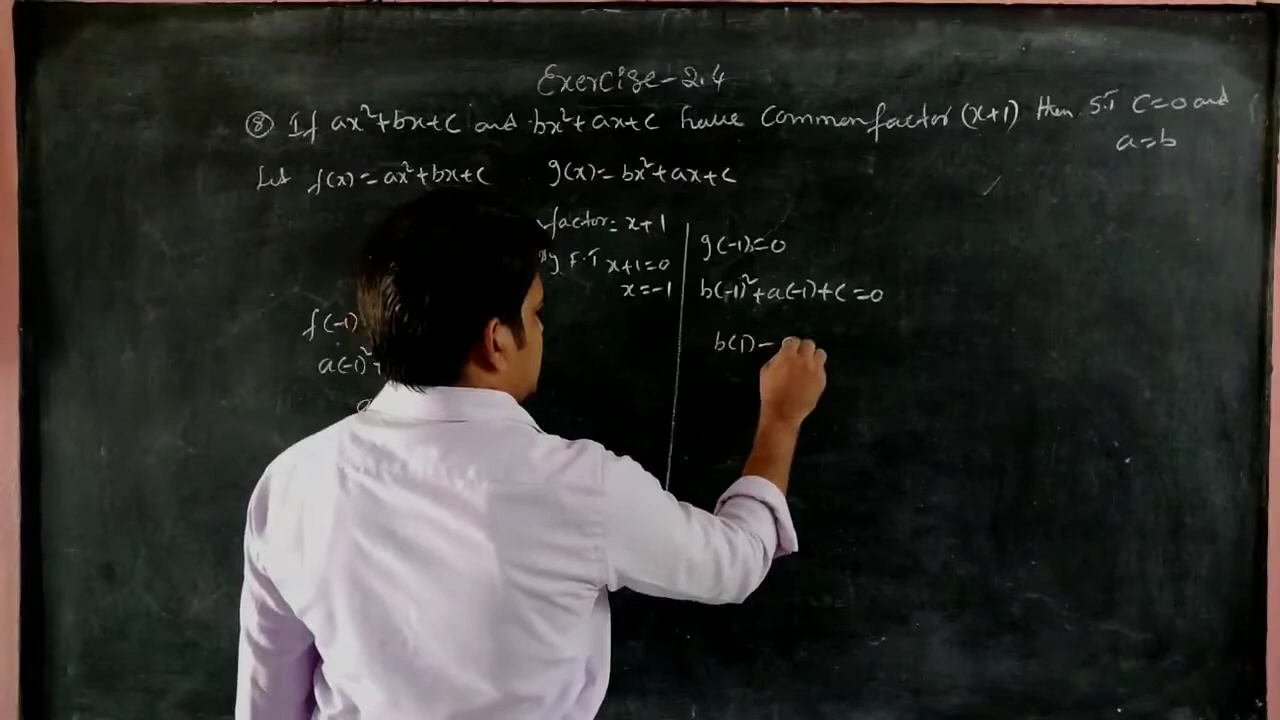 Exercise-2.4
⑧ If ax²+bx+c and bx²+ax+c have Common factor (x+1) then S.T C=0 and
a=b
Let f(x)=ax²+bx+c g(x)=bx²+ax+c
factor= x+1
F.T x+1=0
x=-1
f(-1)
a(-1)²+
g(-1)=0
b(-1)²+a(-1)+c=0
b(1)-